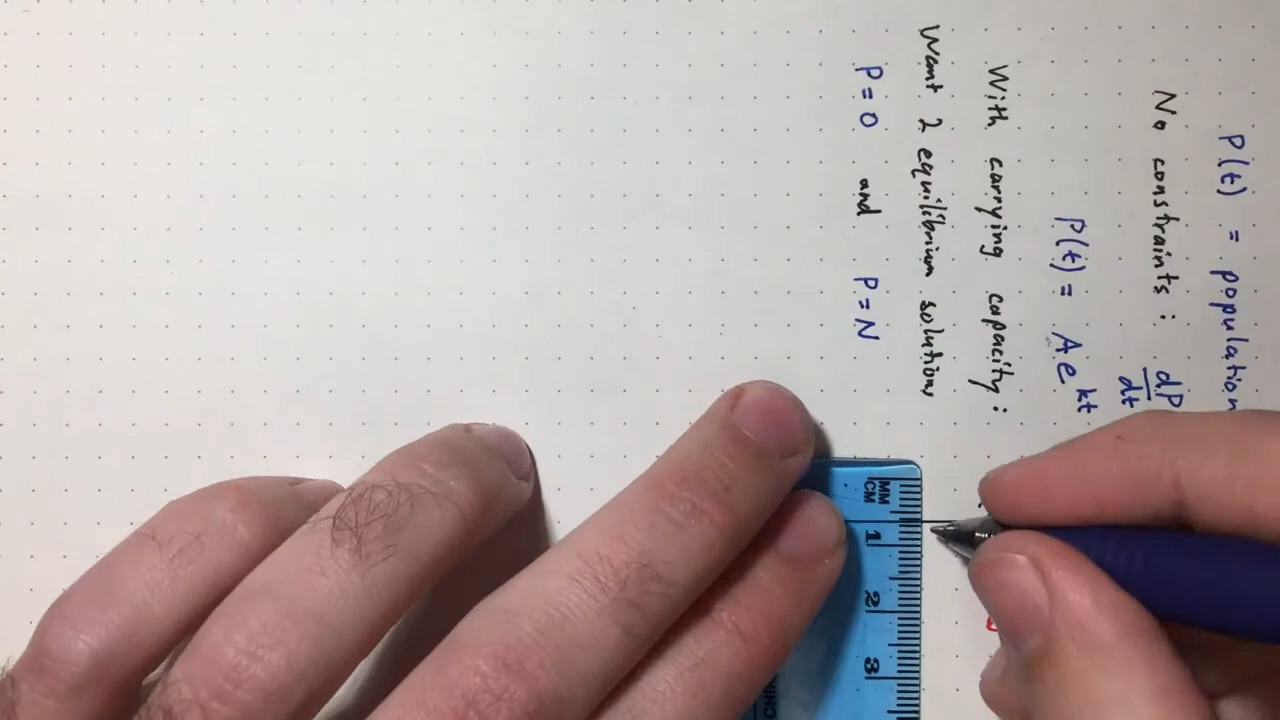 P(t) = population
No constraints: dP/dt
P(t) = Ae^kt
With carrying capacity:
Want 2 equilibrium solutions
P=0 and P=N
MM
CM
1
2
3